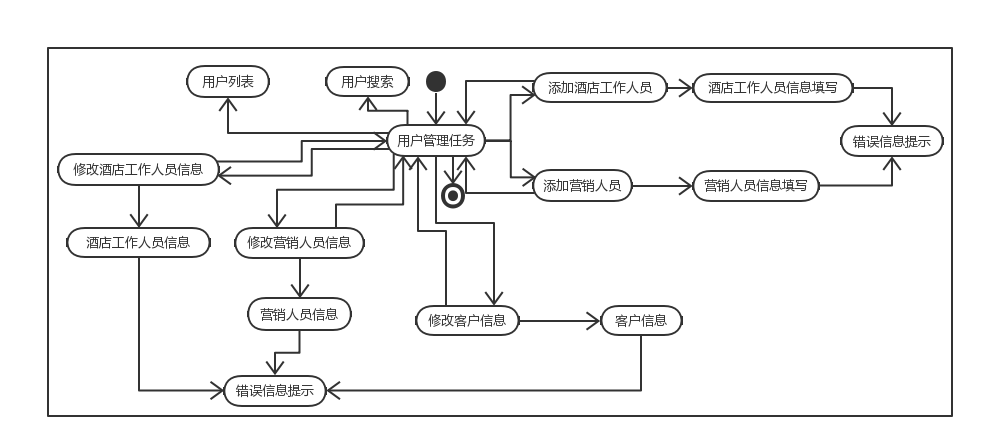 用户列表
用户搜索
添加酒店工作人员
酒店工作人员信息填写
用户管理任务
错误信息提示
修改酒店工作人员信息
添加营销人员
营销人员信息填写
酒店工作人员信息
修改营销人员信息
营销人员信息
修改客户信息
客户信息
错误信息提示